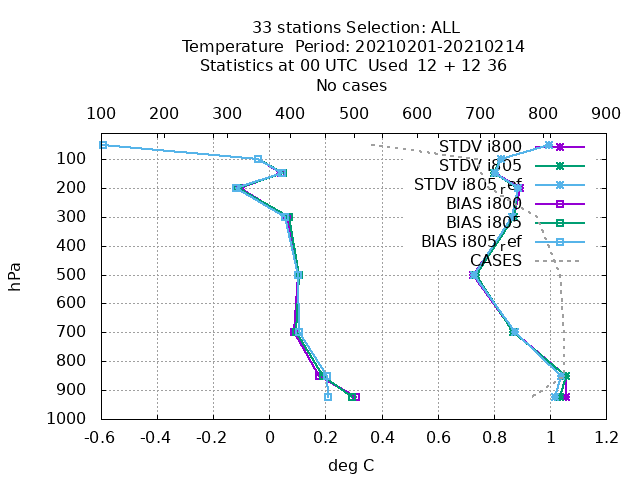 33 stations Selection: ALL
Temperature  Period: 20210201-20210214
Statistics at 00 UTC  Used  12 + 12 36
No cases
100 200 300 400 500 600 700 800 900
STDV i800
STDV i805
STDV i805ref
BIAS i800
BIAS i805
BIAS i805ref
CASES
hPa
100
200
300
400
500
600
700
800
900
1000
-0.6 -0.4 -0.2 0 0.2 0.4 0.6 0.8 1 1.2
deg C